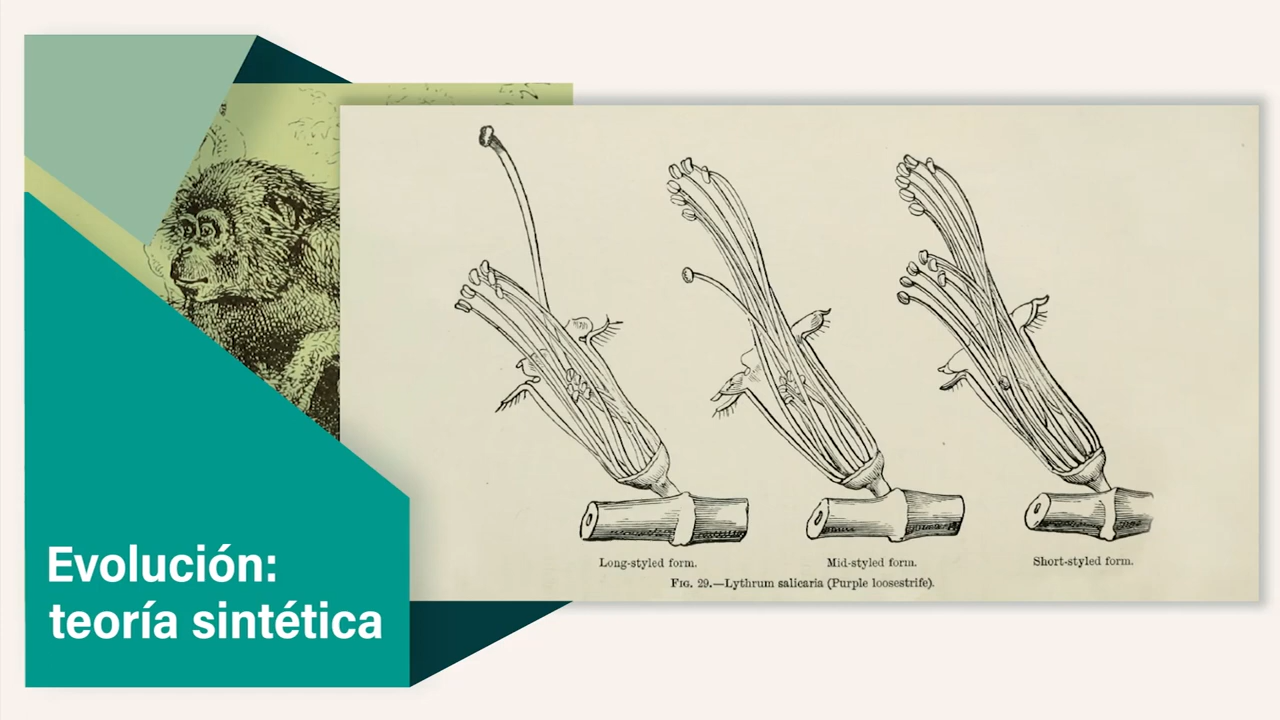 Evolución:
teoría sintética
Long-styled form.
Mid-styled form.
Short-styled form.
Fig. 29.—Lythrum salicaria (Purple loosestrife).